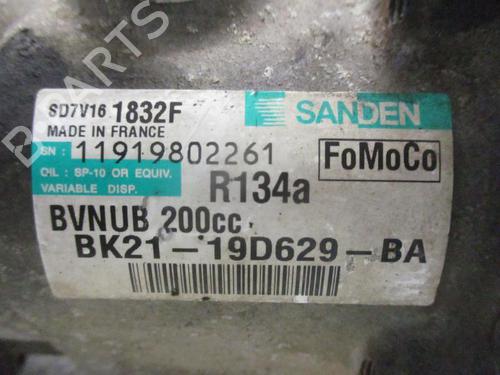 B PARTS
SD7V16 1832F
SANDEN
MADE IN FRANCE
SN : 11919802261
FoMoCo
OIL : SP-10 OR EQUIV.
VARIABLE DISP.
R134a
BVNUB 200cc
BK21-19D629-BA